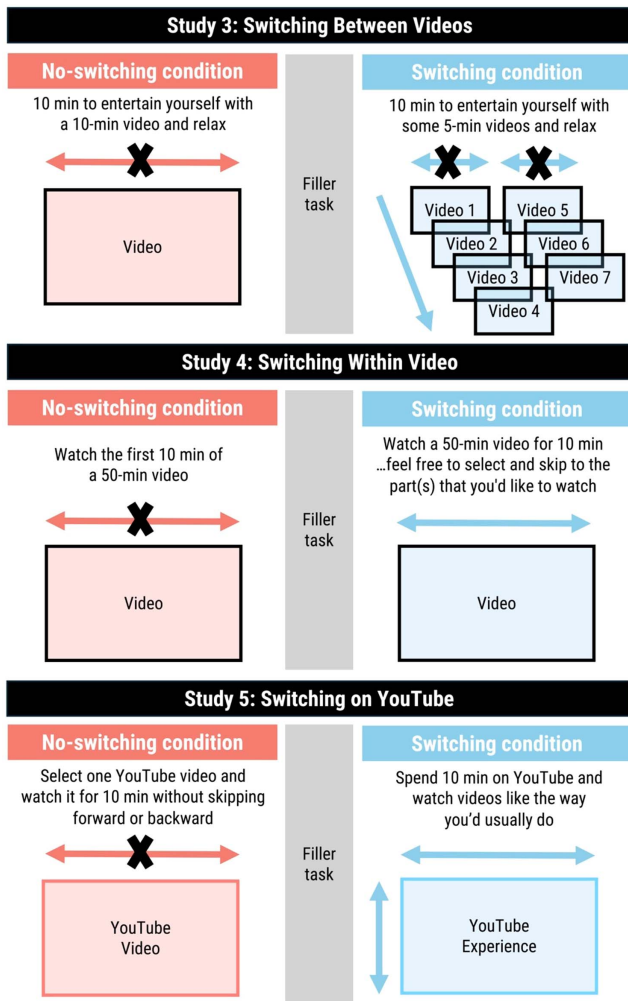 Study 3: Switching Between Videos
No-switching condition
10 min to entertain yourself with
a 10-min video and relax
Video
Filler
task
Switching condition
10 min to entertain yourself with
some 5-min videos and relax
Video 1
Video 5
Video 2
Video 6
Video 3
Video 7
Video 4
Study 4: Switching Within Video
No-switching condition
Watch the first 10 min of
a 50-min video
Video
Filler
task
Switching condition
Watch a 50-min video for 10 min
...feel free to select and skip to the
part(s) that you'd like to watch
Video
Study 5: Switching on YouTube
No-switching condition
Select one YouTube video and
watch it for 10 min without skipping
forward or backward
YouTube
Video
Filler
task
Switching condition
Spend 10 min on YouTube and
watch videos like the way
you’d usually do
YouTube
Experience